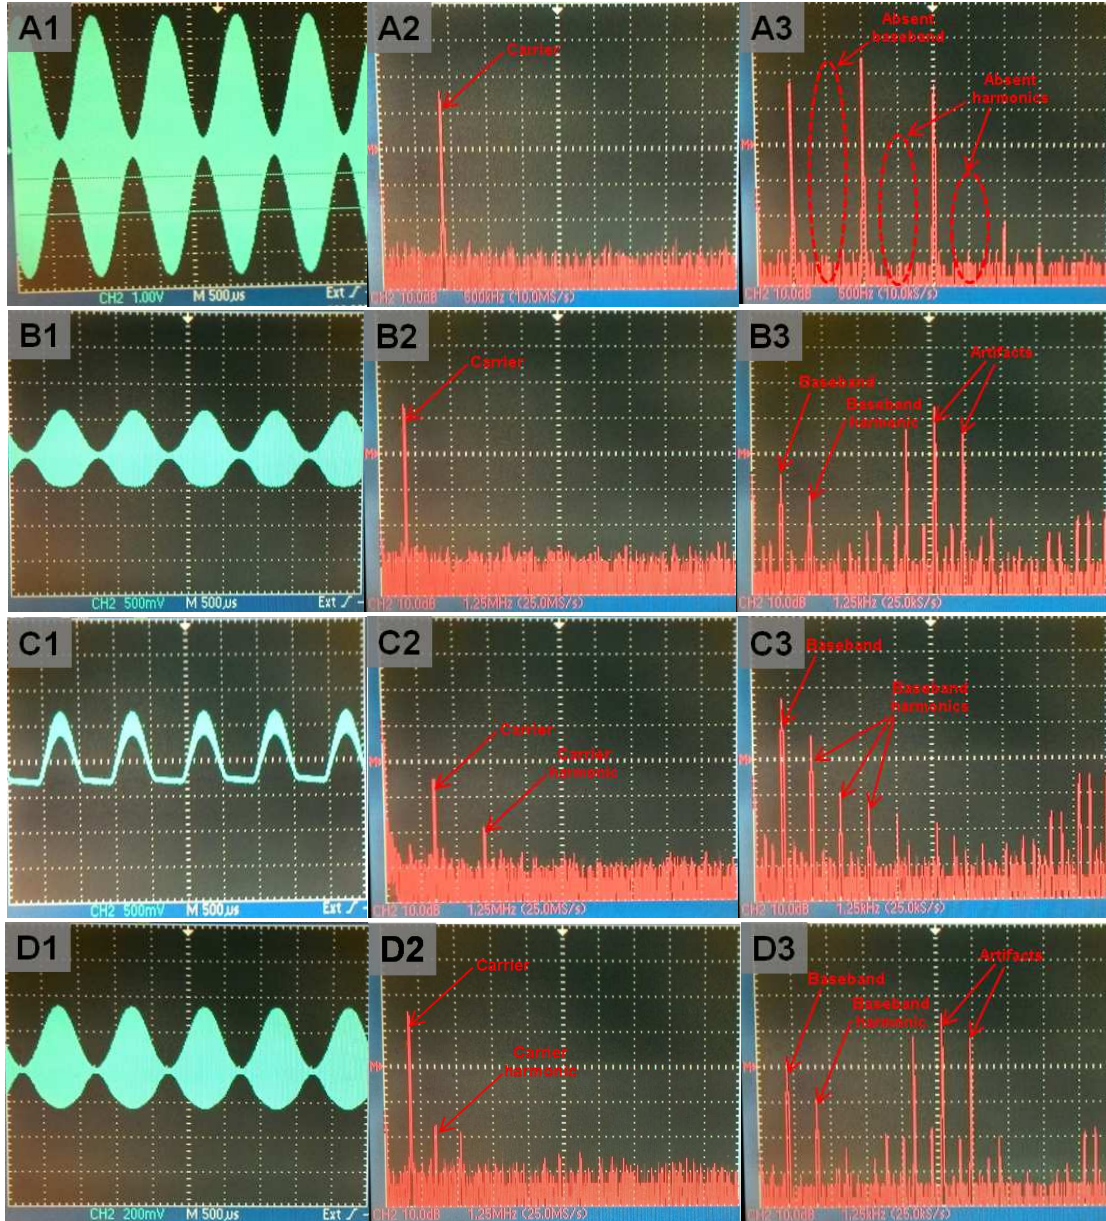 A1
CH2 1.00V M 500µs Ext
A2
Carrier
M
CH2 10.0dB 500kHz (10.0MS/s)
A3
Absent
baseband
Absent
harmonics
M
CH2 10.0dB 500Hz (10.0kS/s)
B1
CH2 500mV M 500µs Ext
B2
Carrier
M
CH2 10.0dB 1.25MHz (25.0MS/s)
B3
Baseband
Baseband
harmonic
Artifacts
M
CH2 10.0dB 1.25kHz (25.0kS/s)
C1
CH2 500mV M 500µs Ext
C2
Carrier
Carrier
harmonic
M
CH2 10.0dB 1.25MHz (25.0MS/s)
C3
Baseband
Baseband
harmonics
M
CH2 10.0dB 1.25kHz (25.0kS/s)
D1
CH2 200mV M 500µs Ext
D2
Carrier
Carrier
harmonic
M
CH2 10.0dB 1.25MHz (25.0MS/s)
D3
Baseband
Baseband
harmonic
Artifacts
M
CH2 10.0dB 1.25kHz (25.0kS/s)